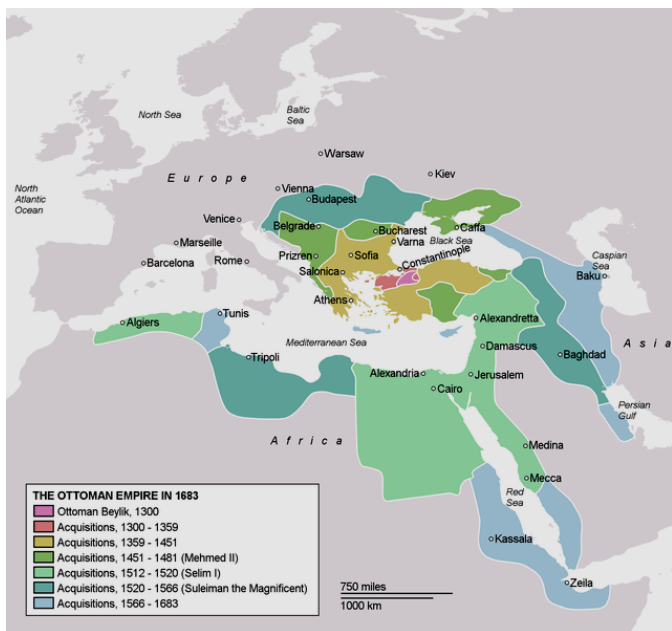 North Sea
Baltic
Sea
Warsaw
Europe
Kiev
North
Atlantic
Ocean
Vienna
Budapest
Venice
Belgrade
Bucharest
Caffa
Varna
Black Sea
Marseille
Prizren
Sofia
Constantinople
Caspian
Sea
Barcelona
Rome
Salonica
Baku
Athens
Tunis
Algiers
Alexandretta
Asia
Mediterranean Sea
Tripoli
Damascus
Baghdad
Alexandria
Jerusalem
Cairo
Persian
Gulf
Africa
Medina
Mecca
Red
Sea
Kassala
Zeila
THE OTTOMAN EMPIRE IN 1683
Ottoman Beylik, 1300
Acquisitions, 1300 - 1359
Acquisitions, 1359 - 1451
Acquisitions, 1451 - 1481 (Mehmed II)
Acquisitions, 1512 - 1520 (Selim I)
Acquisitions, 1520 - 1566 (Suleiman the Magnificent)
Acquisitions, 1566 - 1683
750 miles
1000 km